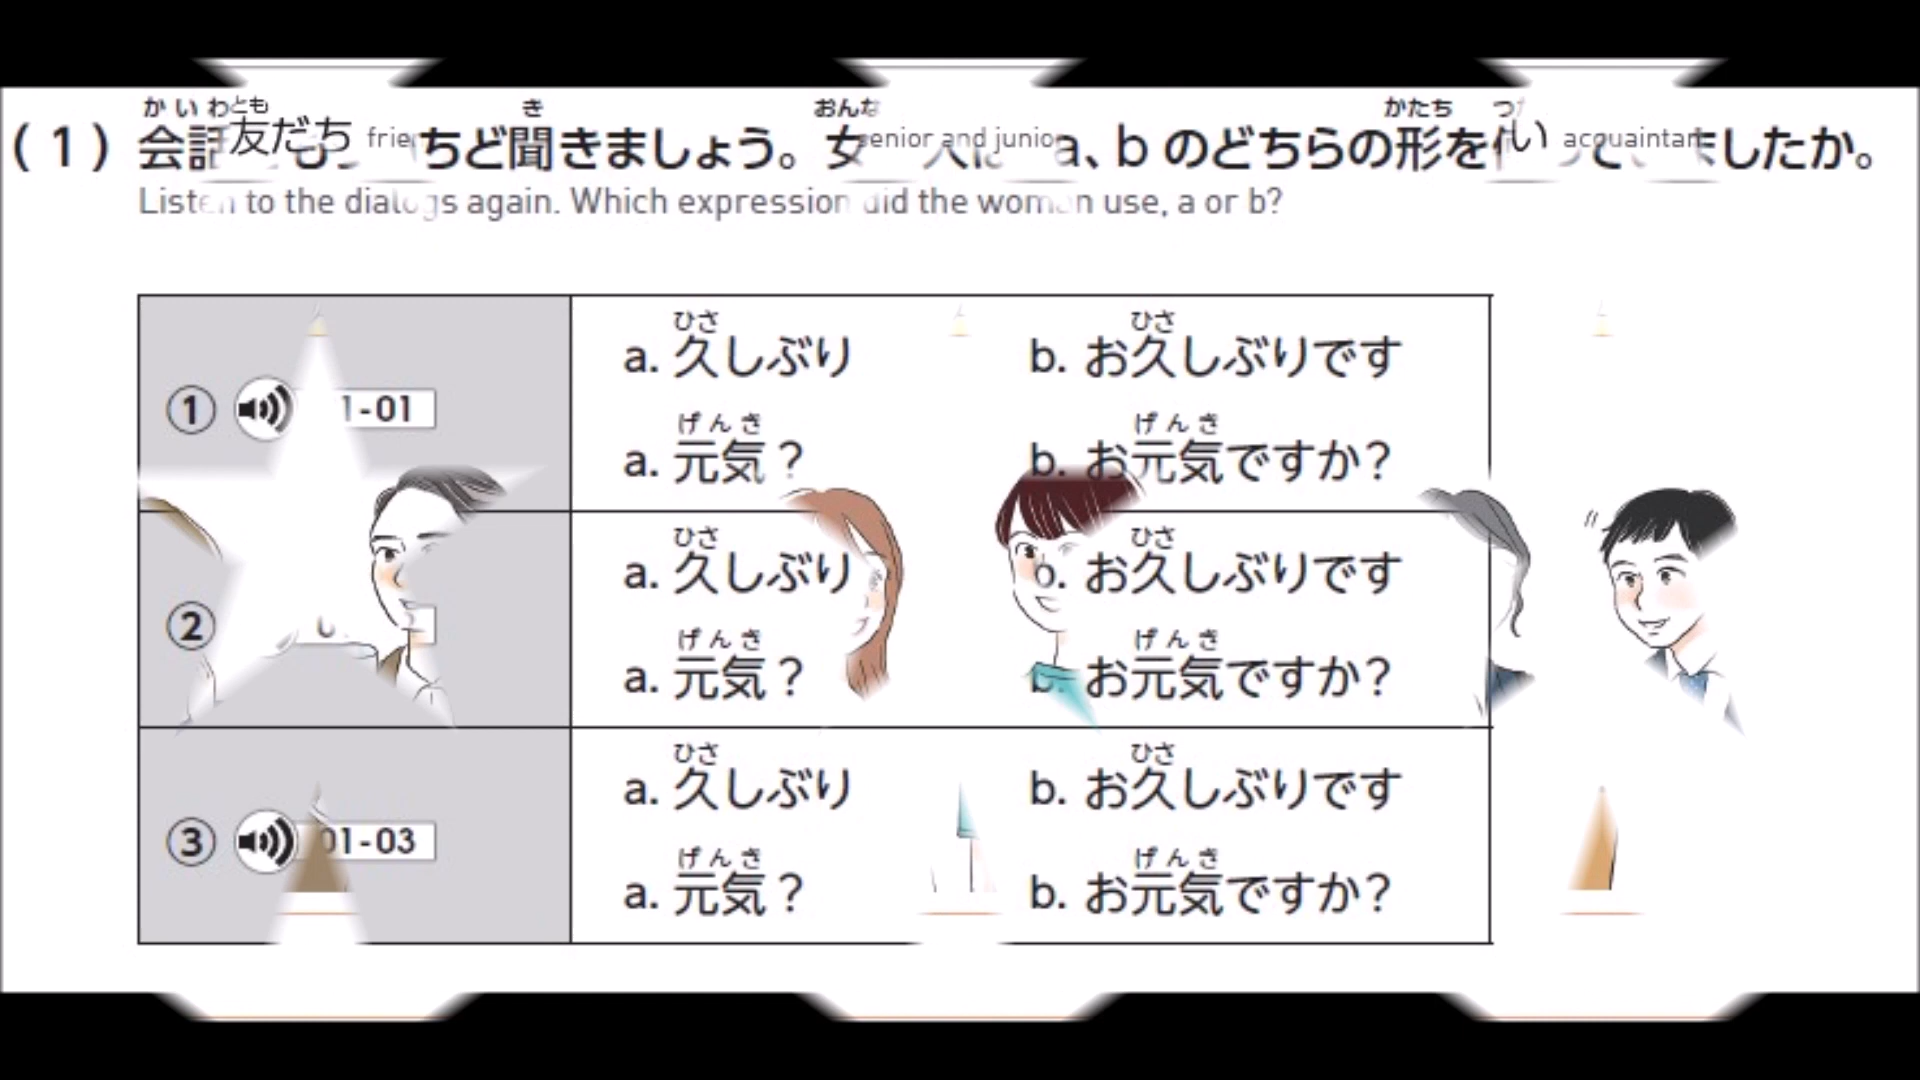 かいわ とも き おんな かたち つ
(1) 会話 友だち frien ちど聞きましょう。女 senior and junior a、b のどちらの形を い acquaintan ましたか。
Listen to the dialogs again. Which expression did the woman use, a or b?
ひさ ひさ
a. 久しぶり b. お久しぶりです
① 1-01
げんき げんき
a. 元気? b. お元気ですか?
ひさ ひさ
a. 久しぶり b. お久しぶりです
②
げんき げんき
a. 元気? b. お元気ですか?
ひさ ひさ
a. 久しぶり b. お久しぶりです
③ 01-03
げんき げんき
a. 元気? b. お元気ですか?